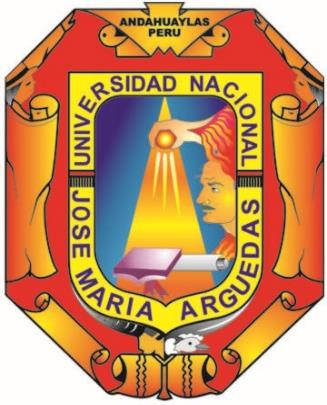 ANDAHUAYLAS
PERU
UNIVERSIDAD NACIONAL
JOSE MARIA ARGUEDAS